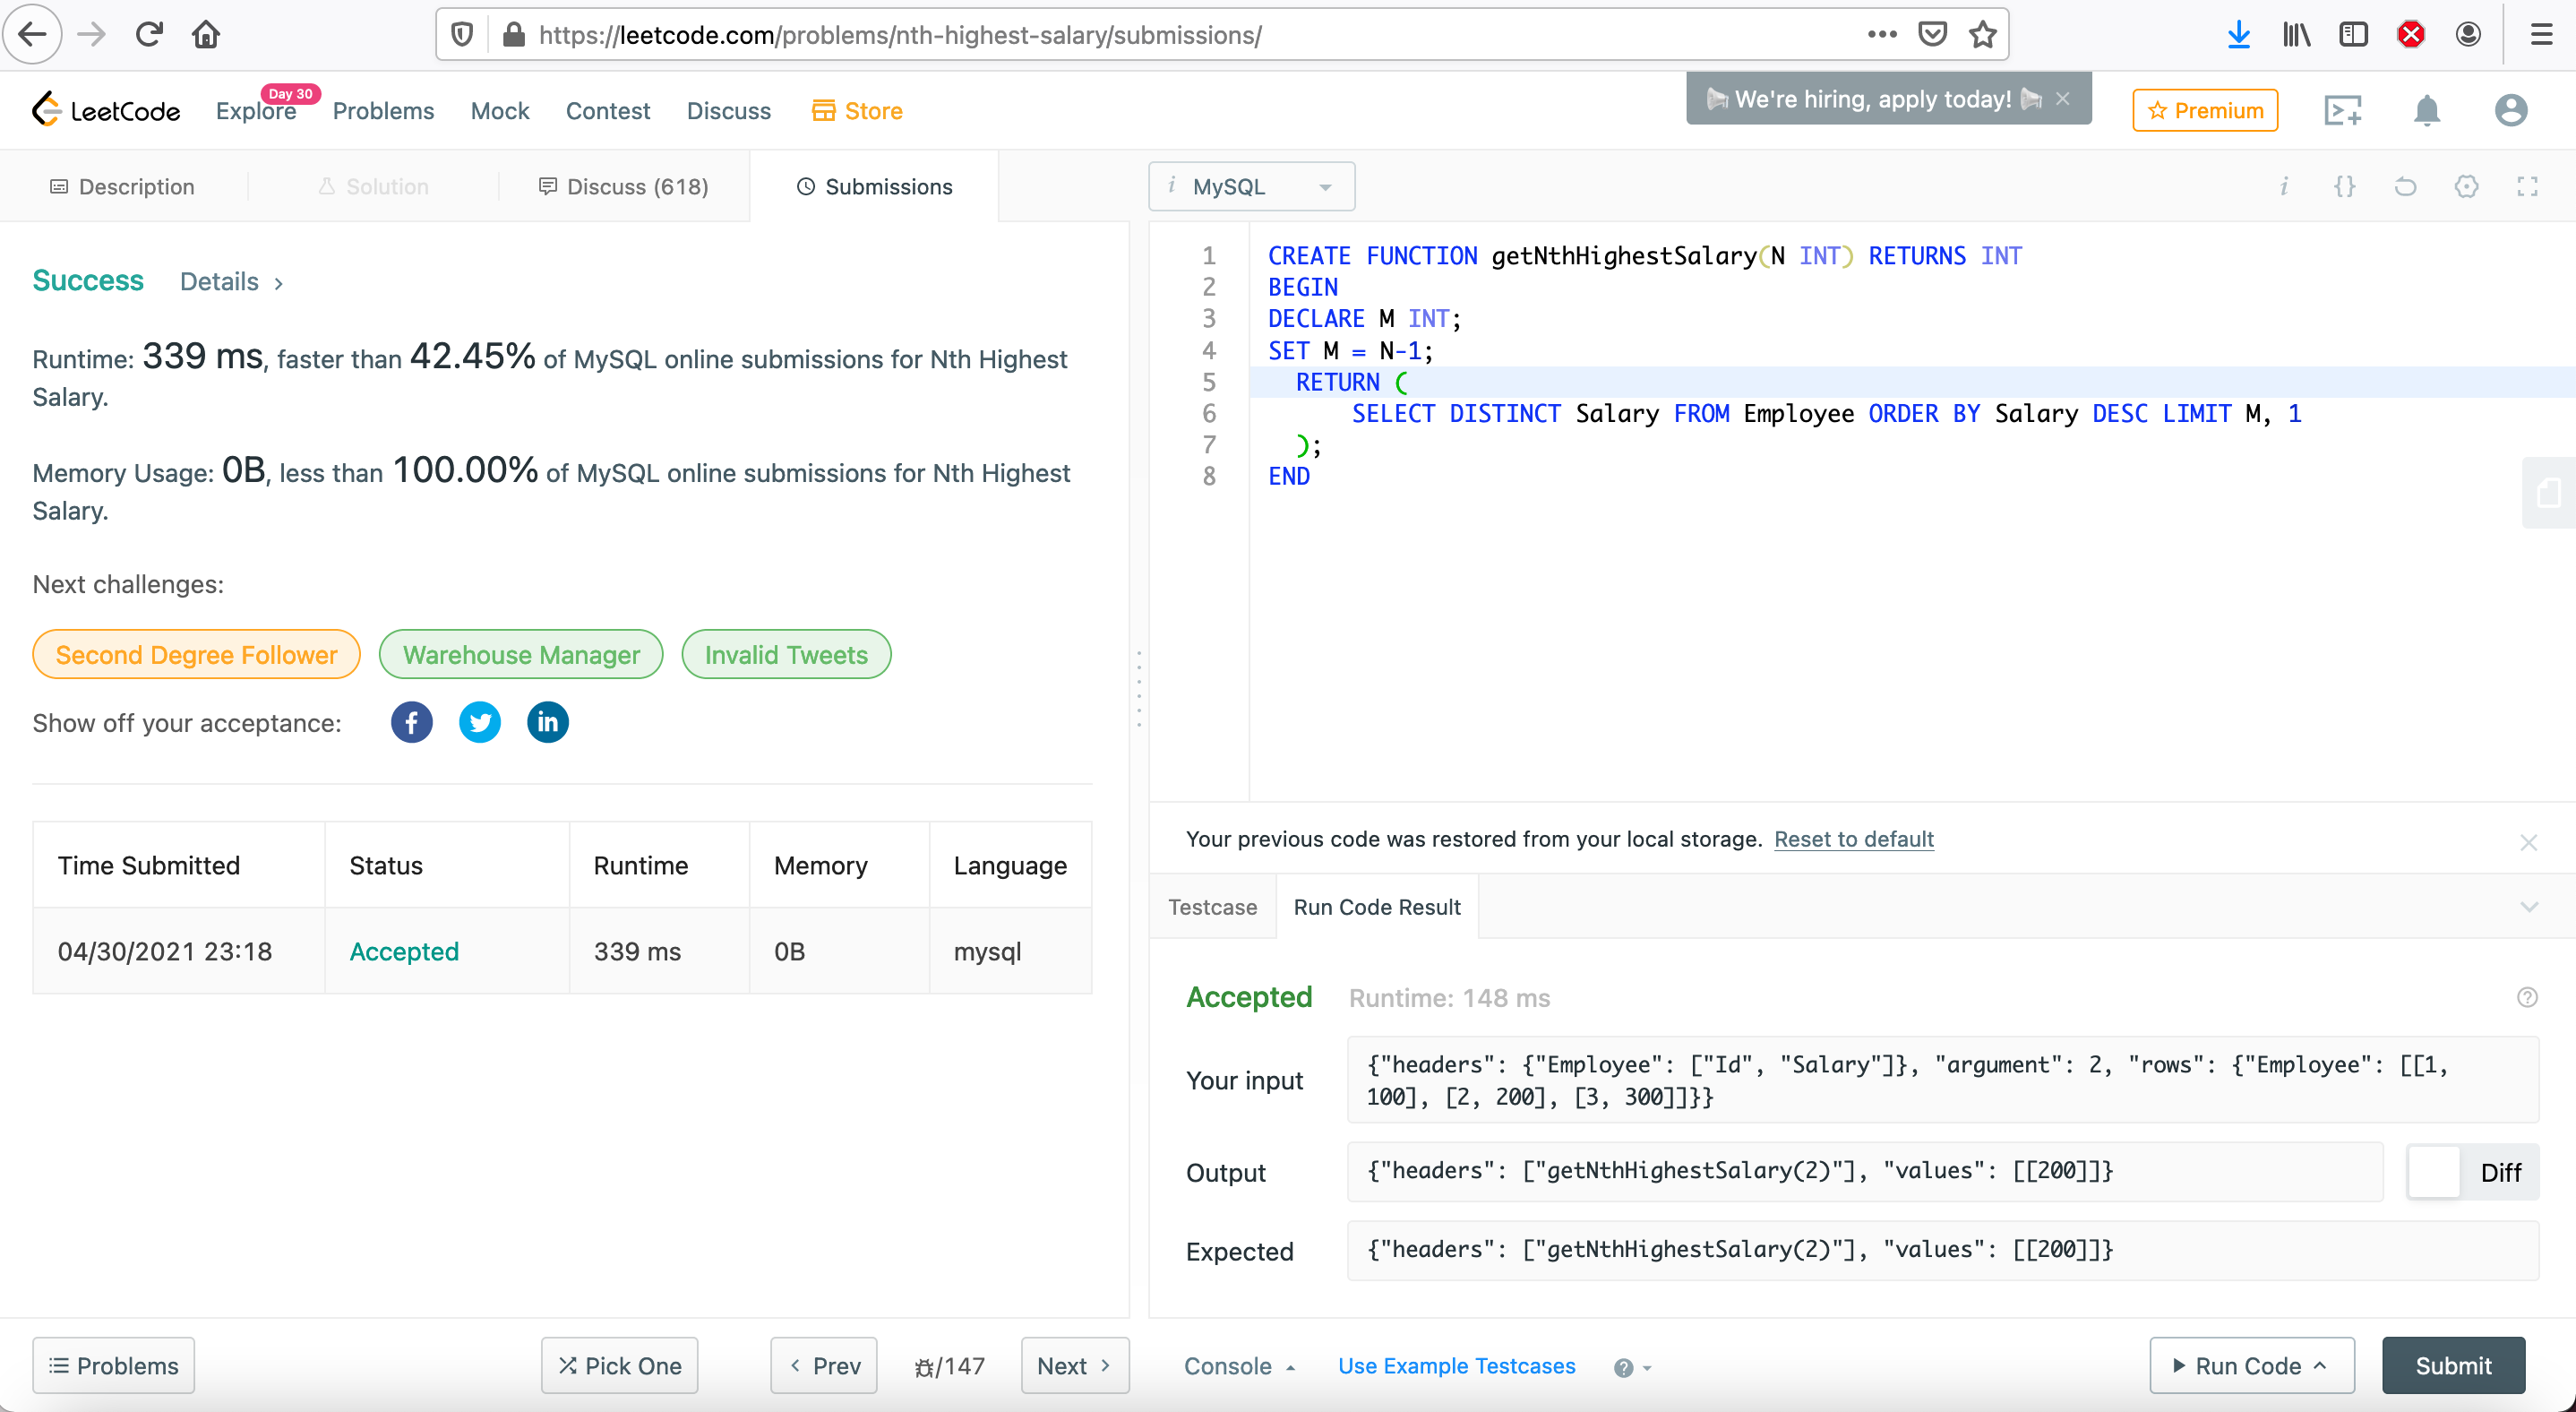 https://leetcode.com/problems/nth-highest-salary/submissions/
LeetCode
Explore
Day 30
Problems
Mock
Contest
Discuss
Store
We're hiring, apply today!
Premium
Description
Solution
Discuss (618)
Submissions
i MySQL
Success Details >
Runtime: 339 ms, faster than 42.45% of MySQL online submissions for Nth Highest
Salary.
Memory Usage: 0B, less than 100.00% of MySQL online submissions for Nth Highest
Salary.
Next challenges:
Second Degree Follower
Warehouse Manager
Invalid Tweets
Show off your acceptance:
Time Submitted Status Runtime Memory Language
04/30/2021 23:18 Accepted 339 ms 0B mysql
1 CREATE FUNCTION getNthHighestSalary(N INT) RETURNS INT
2 BEGIN
3 DECLARE M INT;
4 SET M = N-1;
5 RETURN (
6 SELECT DISTINCT Salary FROM Employee ORDER BY Salary DESC LIMIT M, 1
7 );
8 END
Your previous code was restored from your local storage. Reset to default
Testcase
Run Code Result
Accepted Runtime: 148 ms
Your input
{"headers": {"Employee": ["Id", "Salary"]}, "argument": 2, "rows": {"Employee": [[1,
100], [2, 200], [3, 300]]}}
Output
{"headers": ["getNthHighestSalary(2)"], "values": [[200]]}
Diff
Expected
{"headers": ["getNthHighestSalary(2)"], "values": [[200]]}
Problems
Pick One
Prev
/147
Next
Console
Use Example Testcases
Run Code
Submit